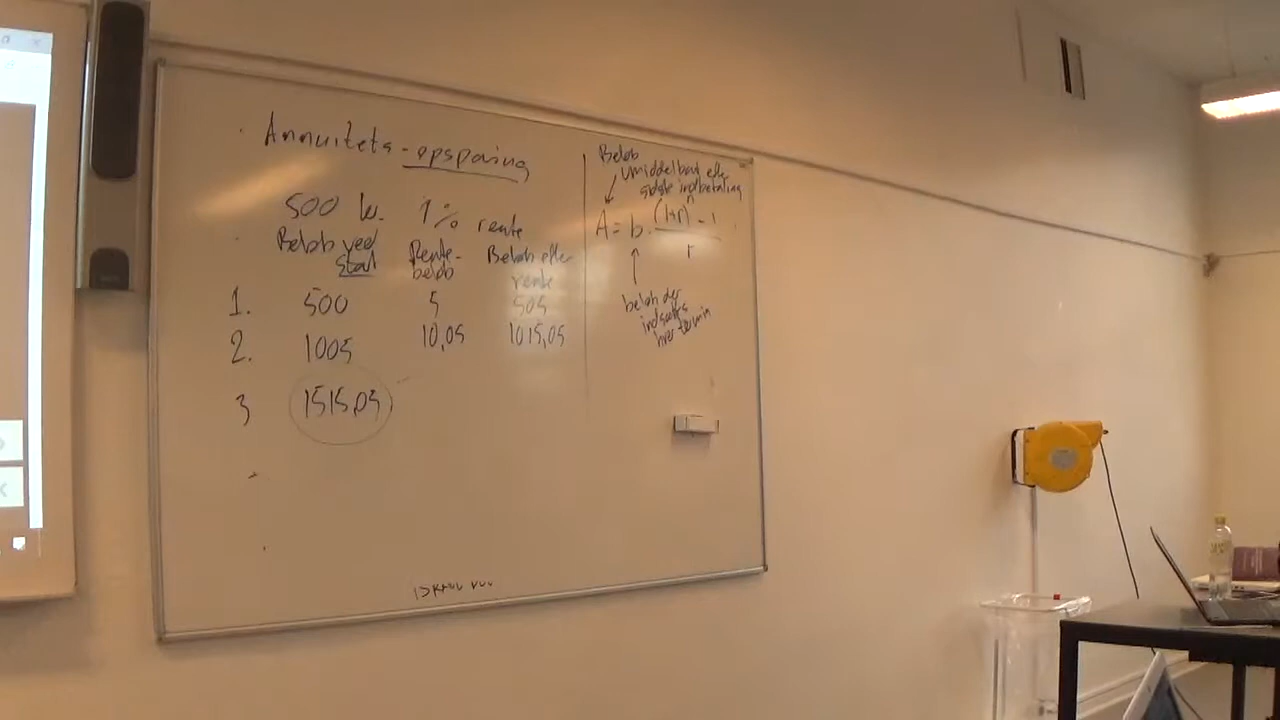 Annuitets-opsparing
500 kr. 1% rente
Beløb ved start
Rente-
beløb
Beløb efter
rente
1. 500 5 505
2. 1005 10,05 1015,05
3 1515,05
Beløb
umiddelbart efter
sidste indbetaling
A = b · ((1+r)^n - 1) / r
beløb der
indsættes
hver termin